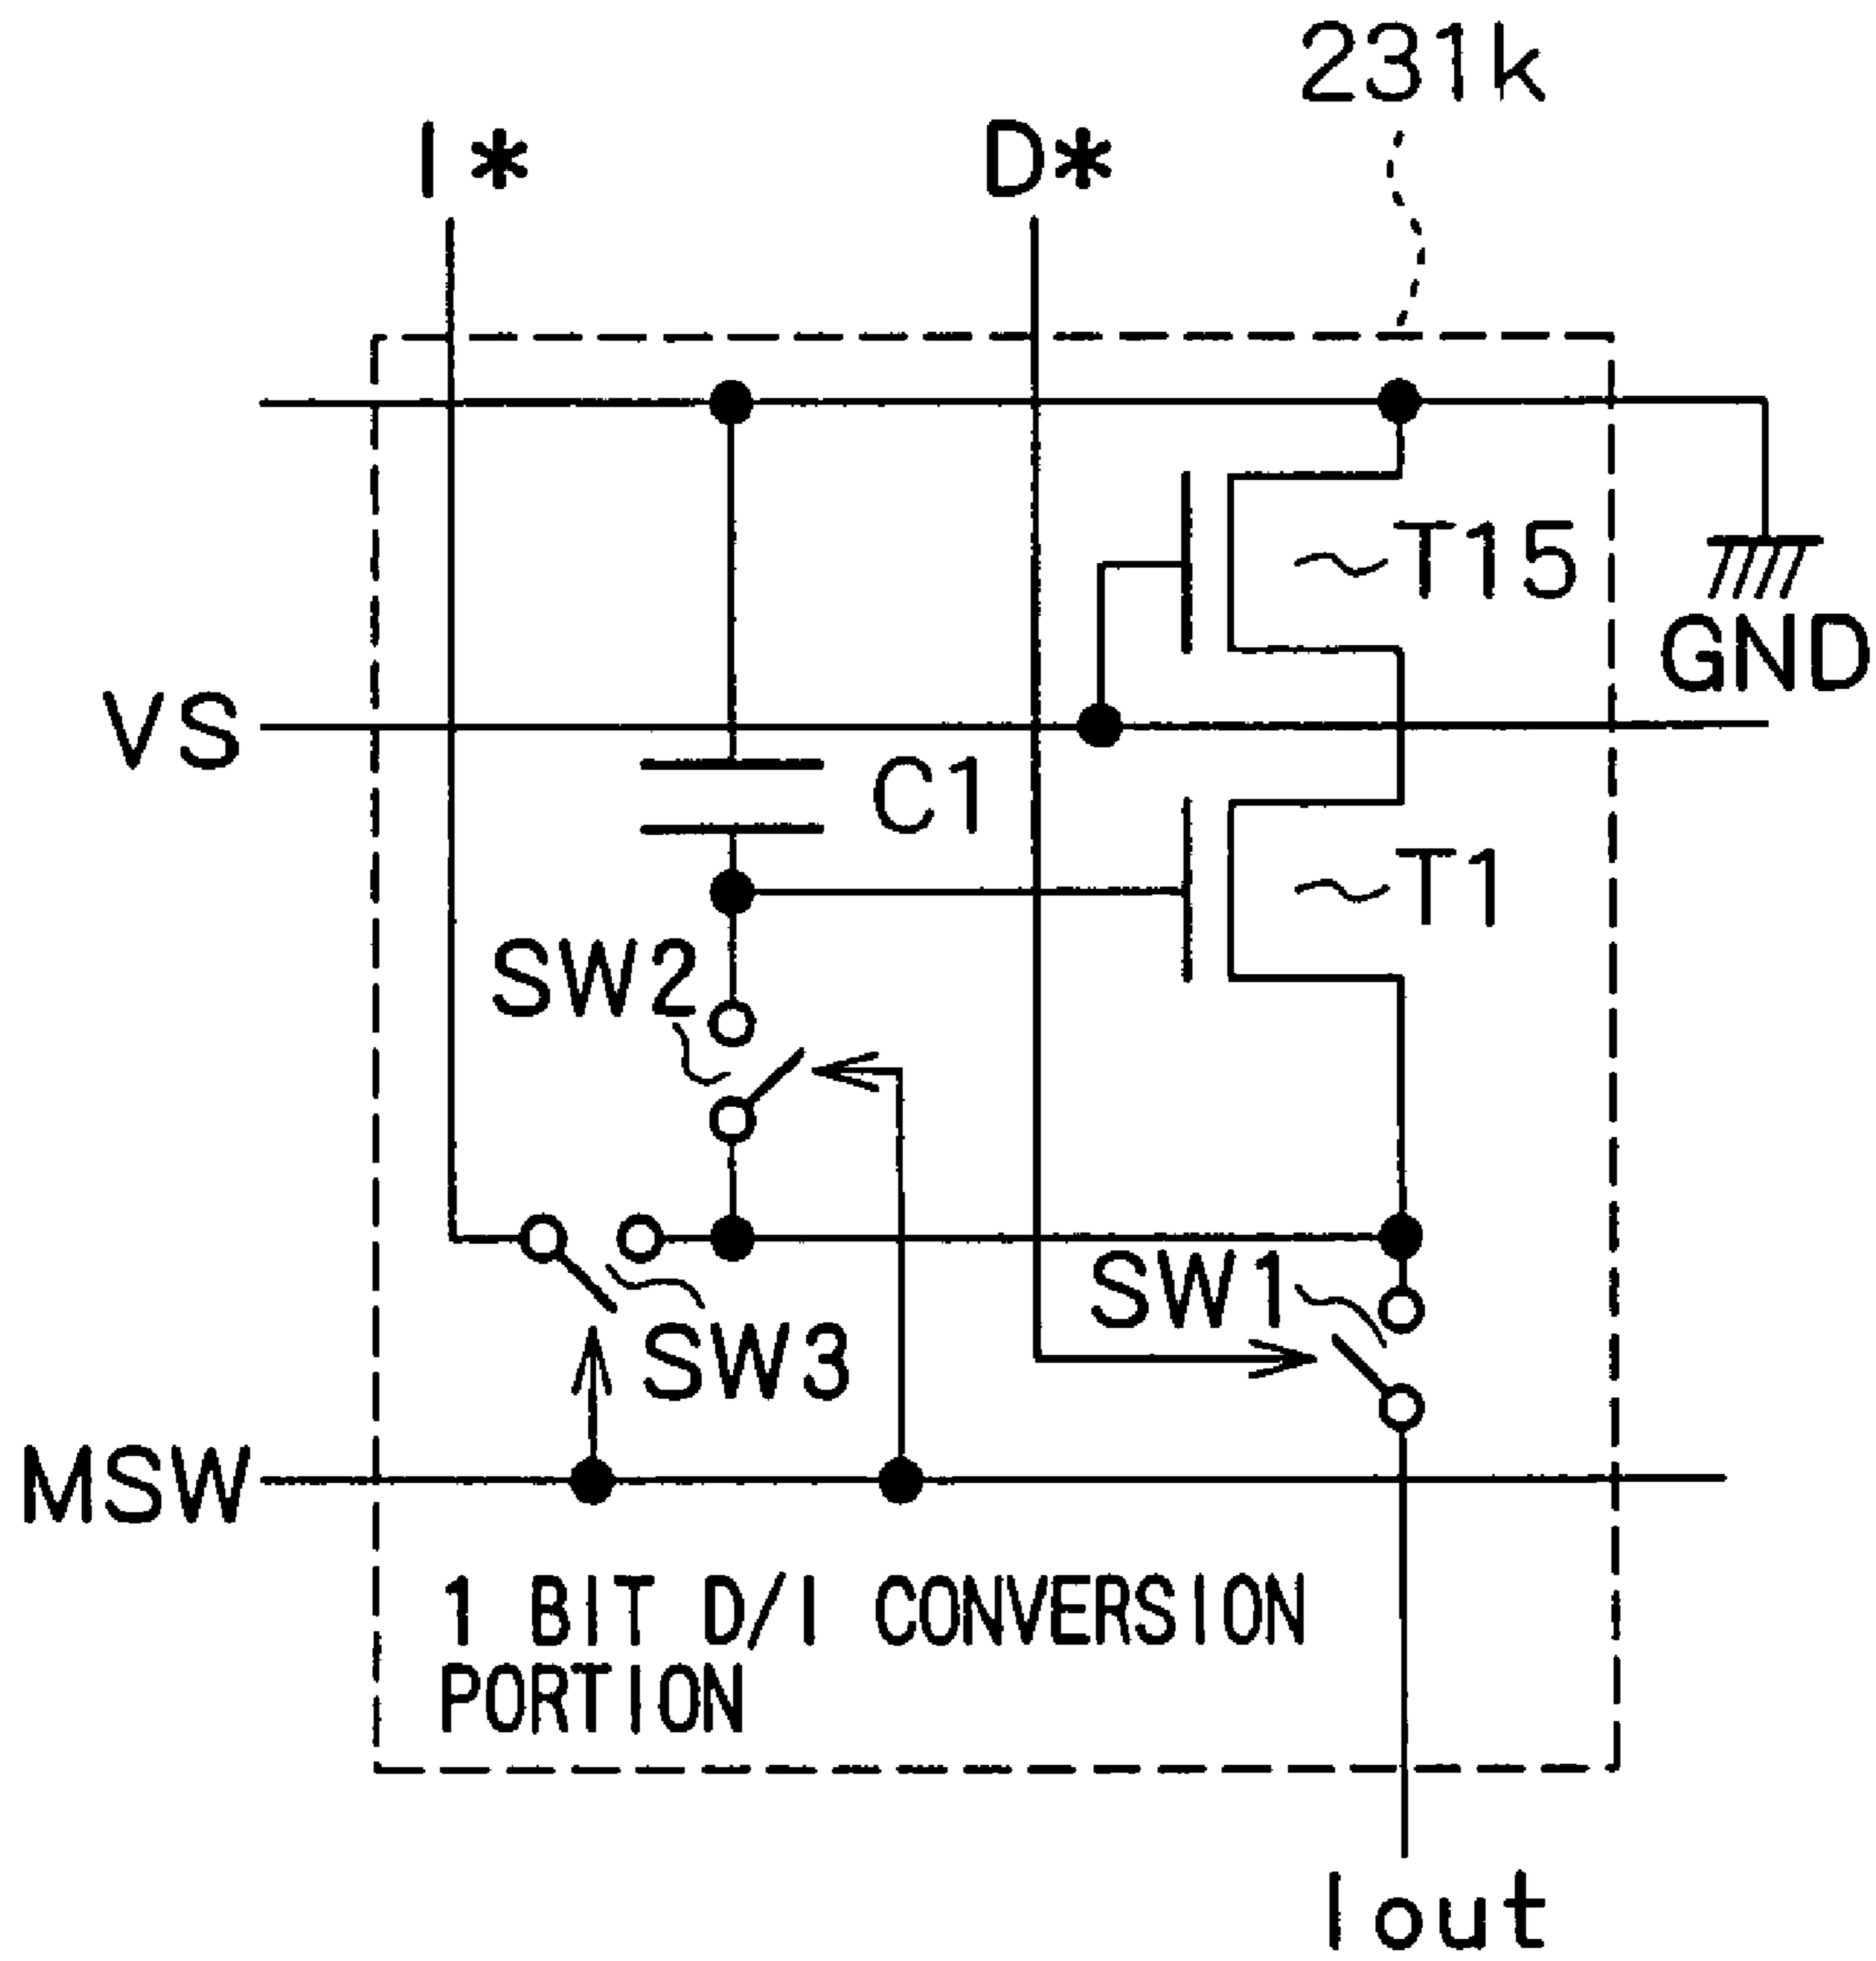 231k
I* D*
T15
GND
VS
C1
T1
SW2
SW1
SW3
MSW
1 BIT D/I CONVERSION
PORTION
Iout